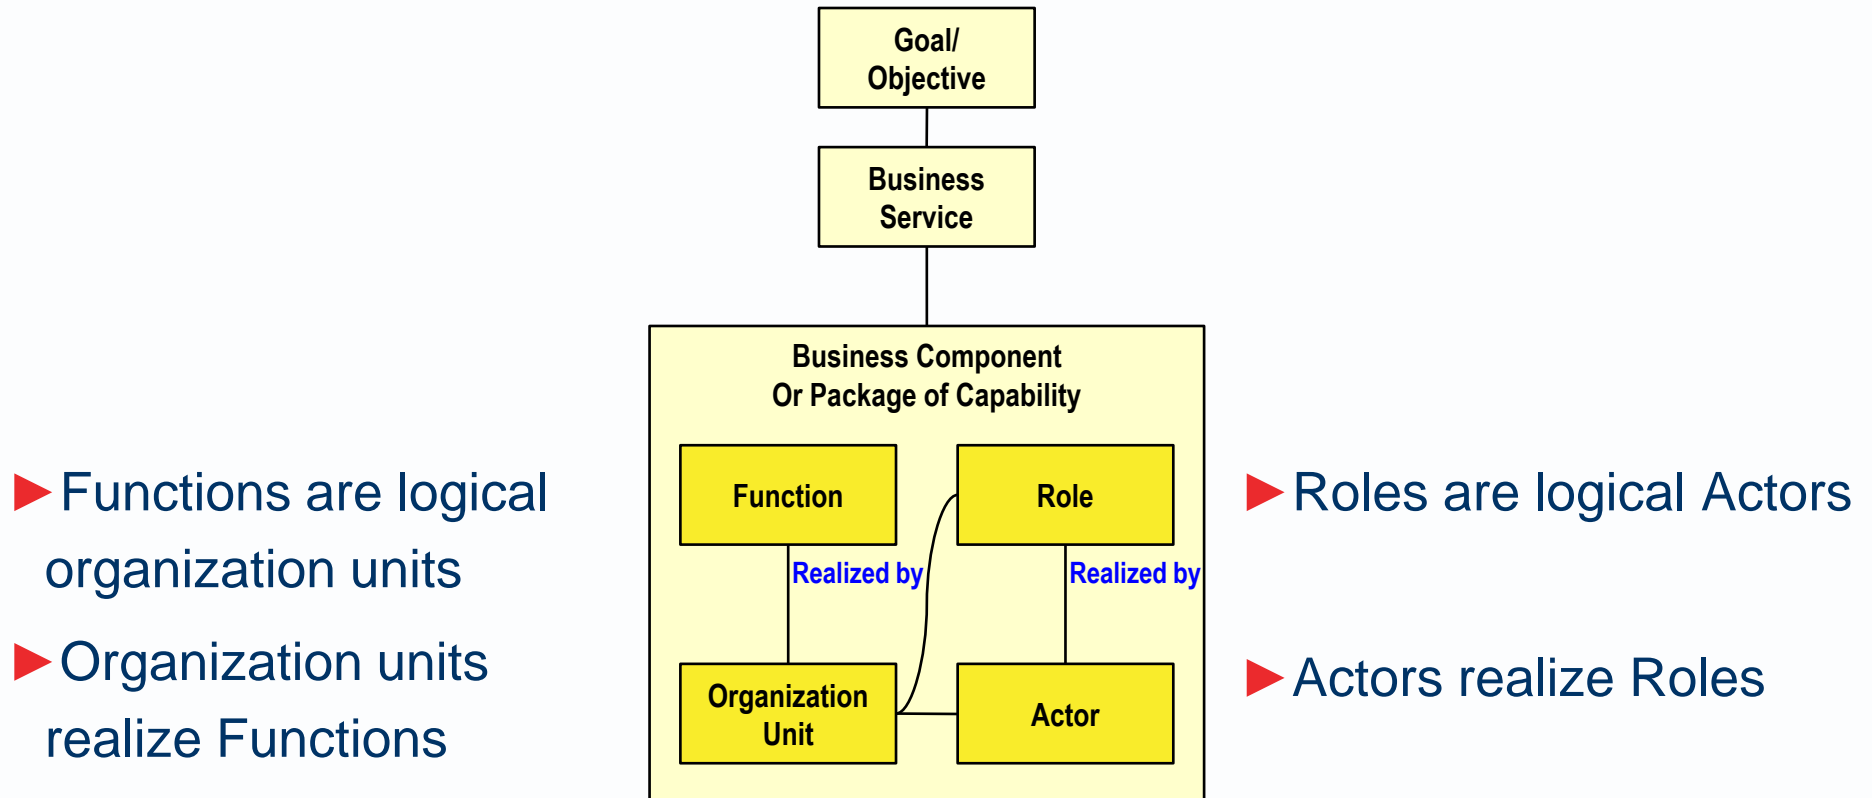 Goal/
Objective
Business
Service
Business Component
Or Package of Capability
Function
Role
Realized by
Realized by
Organization
Unit
Actor
►Functions are logical
organization units
►Organization units
realize Functions
►Roles are logical Actors
►Actors realize Roles